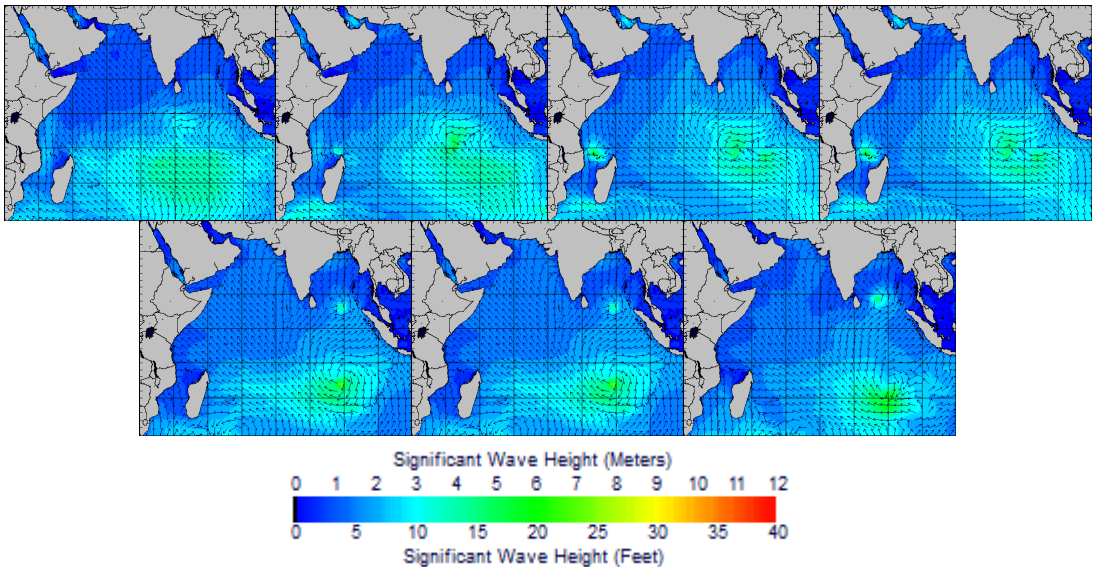 Significant Wave Height (Meters)
0 1 2 3 4 5 6 7 8 9 10 11 12
0 5 10 15 20 25 30 35 40
Significant Wave Height (Feet)